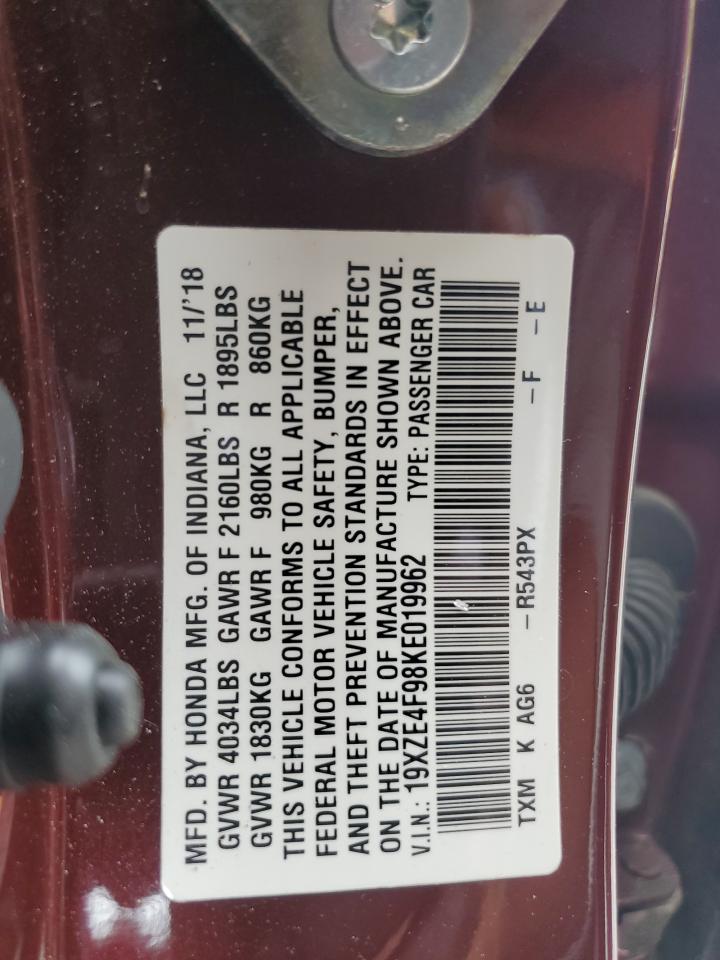 MFD. BY HONDA MFG. OF INDIANA, LLC 11/'18
GVWR 4034LBS GAWR F 2160LBS R 1895LBS
GVWR 1830KG GAWR F 980KG R 860KG
THIS VEHICLE CONFORMS TO ALL APPLICABLE
FEDERAL MOTOR VEHICLE SAFETY, BUMPER,
AND THEFT PREVENTION STANDARDS IN EFFECT
ON THE DATE OF MANUFACTURE SHOWN ABOVE.
V.I.N.: 19XZE4F98KE019962 TYPE: PASSENGER CAR
TXM K AG6 -R543PX -F -E